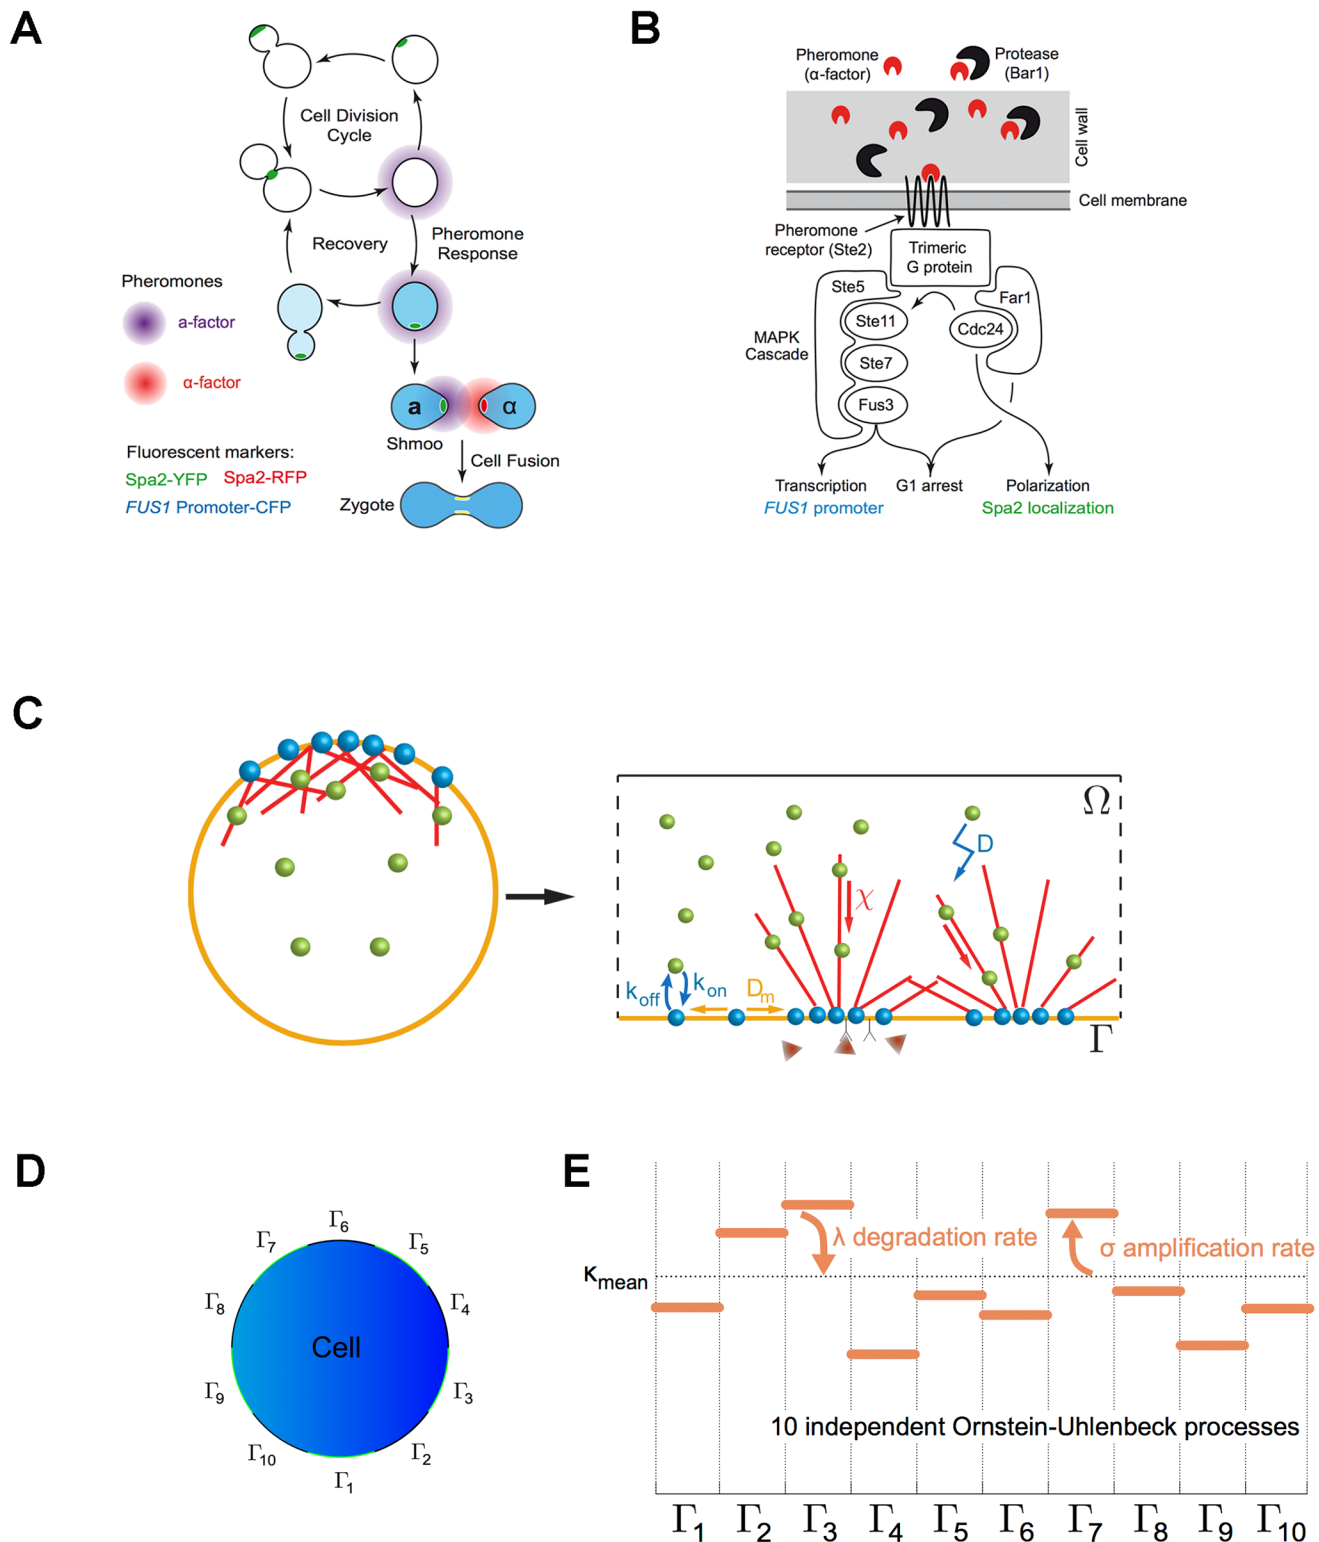 A
Cell Division
Cycle
Recovery
Pheromone
Response
Pheromones
a-factor
α-factor
a
α
Shmoo
Cell Fusion
Zygote
Fluorescent markers:
Spa2-YFP Spa2-RFP
FUS1 Promoter-CFP
B
Pheromone
(α-factor)
Protease
(Bar1)
Cell wall
Cell membrane
Pheromone
receptor (Ste2)
Trimeric
G protein
Ste5
Far1
Ste11
Cdc24
MAPK
Cascade
Ste7
Fus3
Transcription
FUS1 promoter
G1 arrest
Polarization
Spa2 localization
C
Ω
D
χ
koff
kon
Dm
Γ
D
Γ6
Γ7
Γ5
Γ8
Γ4
Cell
Γ9
Γ3
Γ10
Γ2
Γ1
E
λ degradation rate
σ amplification rate
κmean
10 independent Ornstein-Uhlenbeck processes
Γ1 Γ2 Γ3 Γ4 Γ5 Γ6 Γ7 Γ8 Γ9 Γ10